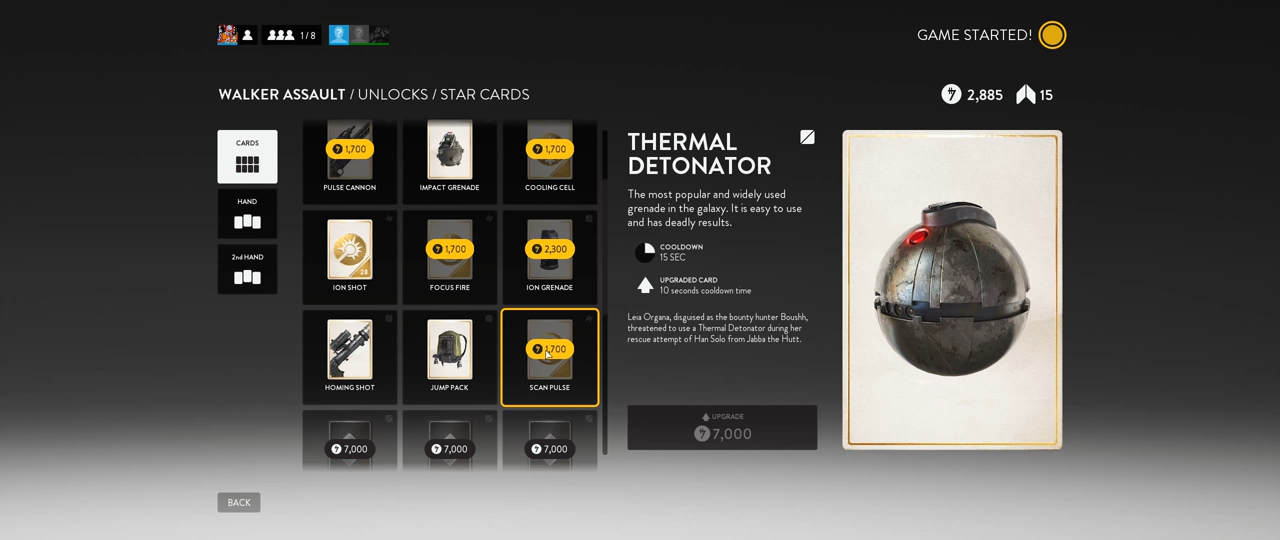 1 / 8
GAME STARTED!
WALKER ASSAULT / UNLOCKS / STAR CARDS
2,885
15
CARDS
HAND
2nd HAND
1,700
1,700
PULSE CANNON
IMPACT GRENADE
COOLING CELL
1,700
2,300
20
ION SHOT
FOCUS FIRE
ION GRENADE
1,700
HOMING SHOT
JUMP PACK
SCAN PULSE
7,000
7,000
7,000
THERMAL
DETONATOR
The most popular and widely used
grenade in the galaxy. It is easy to use
and has deadly results.
COOLDOWN
15 SEC
UPGRADED CARD
10 seconds cooldown time
Leia Organa, disguised as the bounty hunter Boushh,
threatened to use a Thermal Detonator during her
rescue attempt of Han Solo from Jabba the Hutt.
UPGRADE
7,000
BACK